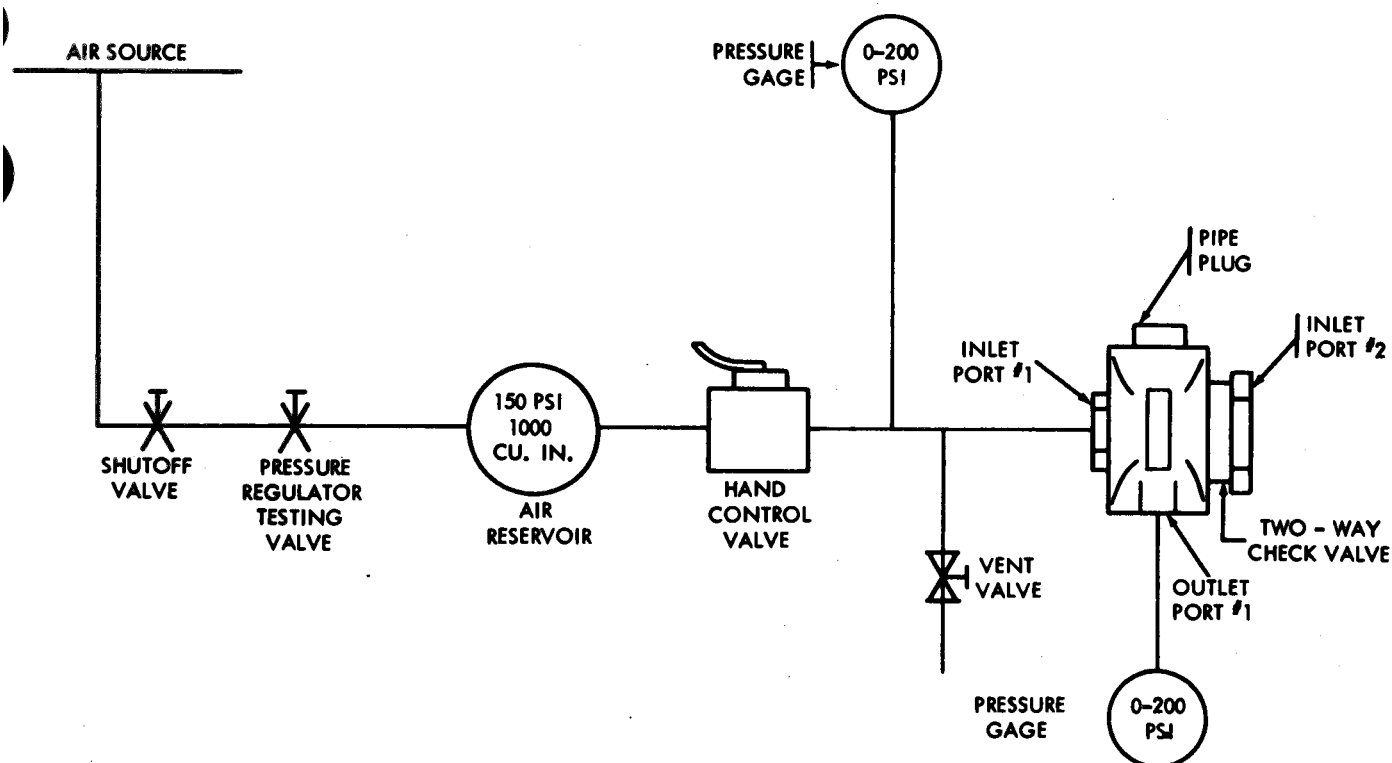 AIR SOURCE
PRESSURE
GAGE
0-200
PSI
PIPE
PLUG
INLET
PORT #1
INLET
PORT #2
150 PSI
1000
CU. IN.
SHUTOFF
VALVE
PRESSURE
REGULATOR
TESTING
VALVE
AIR
RESERVOIR
HAND
CONTROL
VALVE
VENT
VALVE
TWO - WAY
CHECK VALVE
OUTLET
PORT #1
PRESSURE
GAGE
0-200
PSI